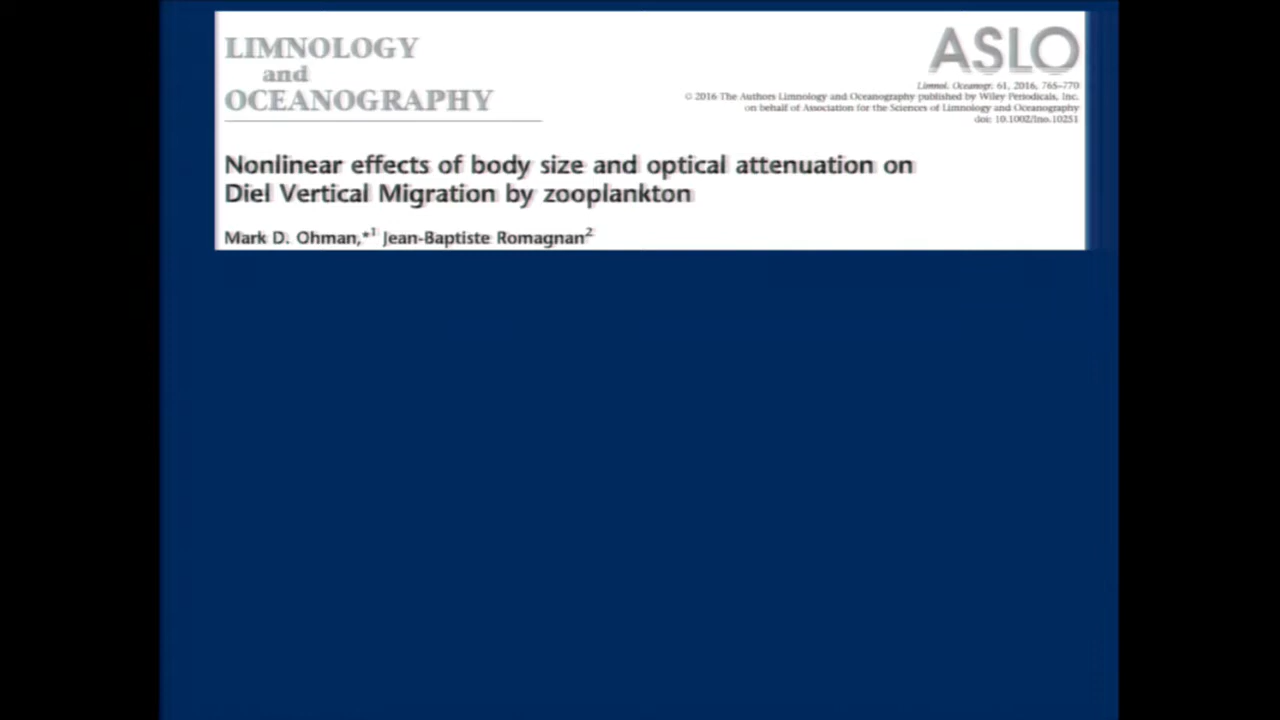 LIMNOLOGY
and
OCEANOGRAPHY
ASLO
Limnol. Oceanogr. 61, 2016, 765–770
© 2016 The Authors Limnology and Oceanography published by Wiley Periodicals, Inc.
on behalf of Association for the Sciences of Limnology and Oceanography
doi: 10.1002/lno.10251
Nonlinear effects of body size and optical attenuation on
Diel Vertical Migration by zooplankton
Mark D. Ohman,*1 Jean-Baptiste Romagnan2